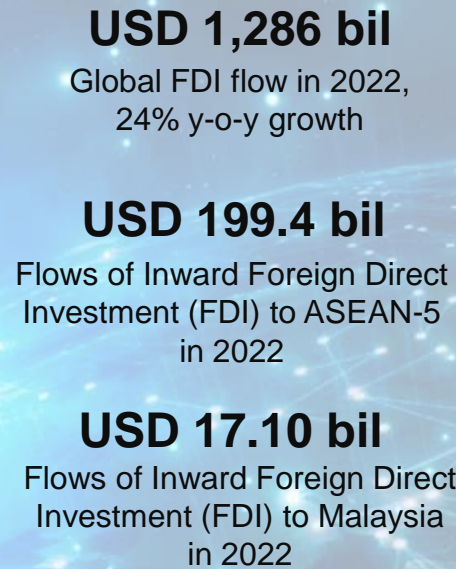 USD 1,286 bil
Global FDI flow in 2022,
24% y-o-y growth
USD 199.4 bil
Flows of Inward Foreign Direct
Investment (FDI) to ASEAN-5
in 2022
USD 17.10 bil
Flows of Inward Foreign Direct
Investment (FDI) to Malaysia
in 2022